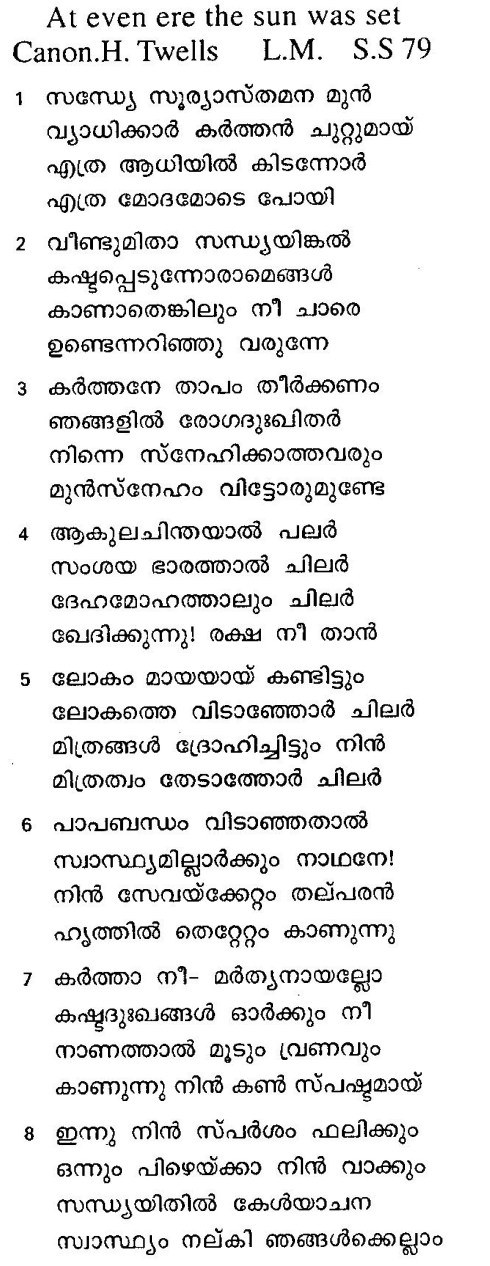 At even ere the sun was set
Canon.H. Twells L.M. S.S 79
1 സന്ധ്യേ സൂര്യാസ്തമന മുൻ
വ്യാധിക്കാർ കർത്തൻ ചുറ്റുമായ്
എത്ര ആധിയിൽ കിടന്നോർ
എത്ര മോദമോടെ പോയി
2 വീണ്ടുമിതാ സന്ധ്യയിങ്കൽ
കഷ്ടപ്പെടുന്നോരാമെങ്ങൾ
കാണാതെങ്കിലും നീ ചാരെ
ഉണ്ടെന്നറിഞ്ഞു വരുന്നേ
3 കർത്തനേ താപം തീർക്കണം
ഞങ്ങളിൽ രോഗദുഃഖിതർ
നിന്നെ സ്നേഹിക്കാത്തവരും
മുൻസ്നേഹം വിട്ടോരുമുണ്ടേ
4 ആകുലചിന്തയാൽ പലർ
സംശയ ഭാരത്താൽ ചിലർ
ദേഹമോഹത്താലും ചിലർ
ഖേദിക്കുന്നു! രക്ഷ നീ താൻ
5 ലോകം മായയായ് കണ്ടിട്ടും
ലോകത്തെ വിടാഞ്ഞോർ ചിലർ
മിത്രങ്ങൾ ദ്രോഹിച്ചിട്ടും നിൻ
മിത്രത്വം തേടാത്തോർ ചിലർ
6 പാപബന്ധം വിടാഞ്ഞതാൽ
സ്വാസ്ഥ്യമില്ലാർക്കും നാഥനേ!
നിൻ സേവയ്ക്കേറ്റം തല്പരൻ
ഹൃത്തിൽ തെറ്റേറ്റം കാണുന്നു
7 കർത്താ നീ- മർത്യനായല്ലോ
കഷ്ടദുഃഖങ്ങൾ ഓർക്കും നീ
നാണത്താൽ മൂടും വ്രണവും
കാണുന്നു നിൻ കൺ സ്പഷ്ടമായ്
8 ഇന്നു നിൻ സ്പർശം ഫലിക്കും
ഒന്നും പിഴെയ്ക്കാ നിൻ വാക്കും
സന്ധ്യയിതിൽ കേൾയാചന
സ്വാസ്ഥ്യം നല്കി ഞങ്ങൾക്കെല്ലാം